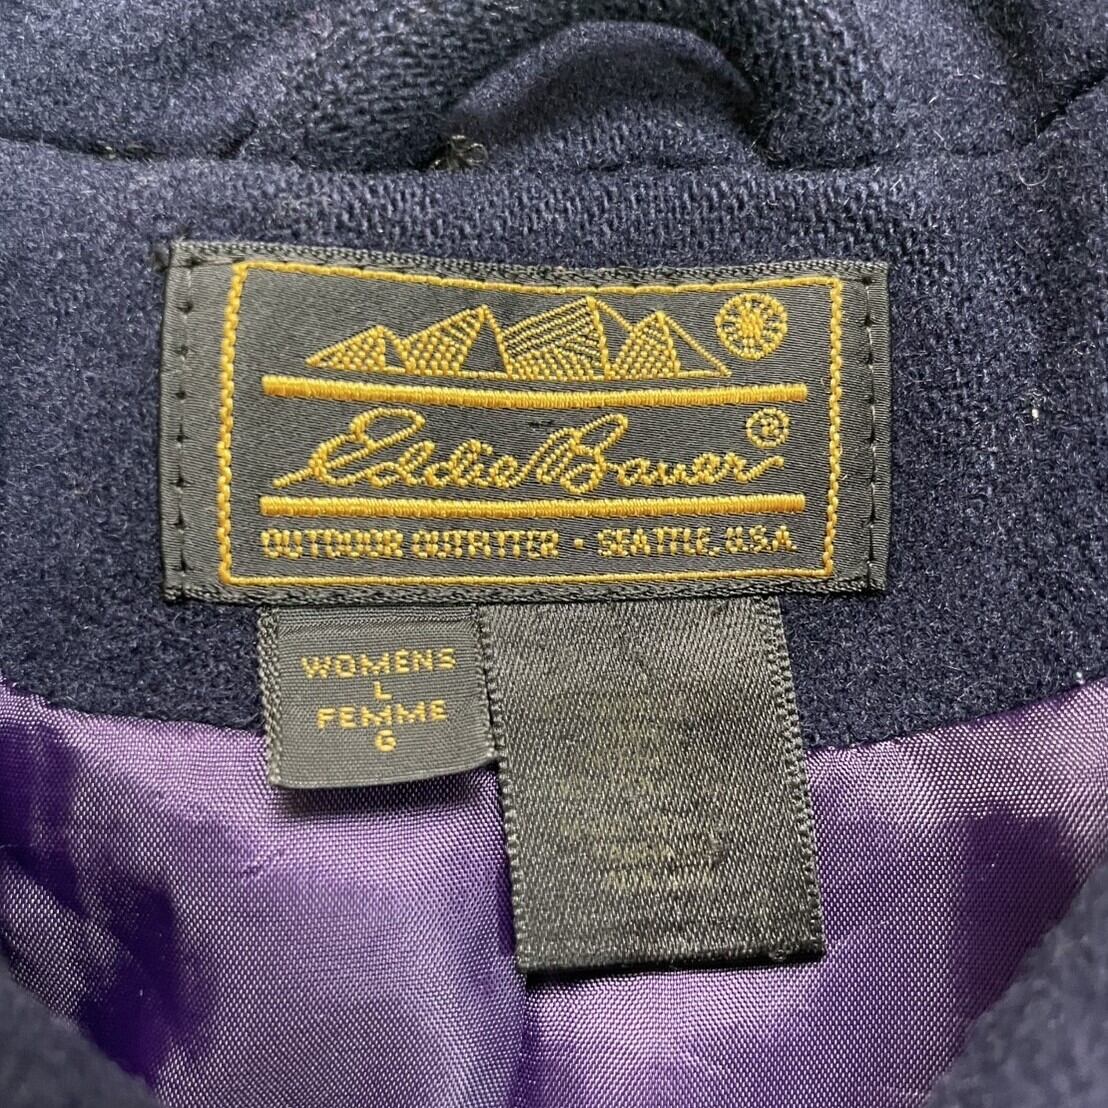 Eddie Bauer ®
OUTDOOR OUTFITTER · SEATTLE, U.S.A.
WOMENS
L
FEMME
G